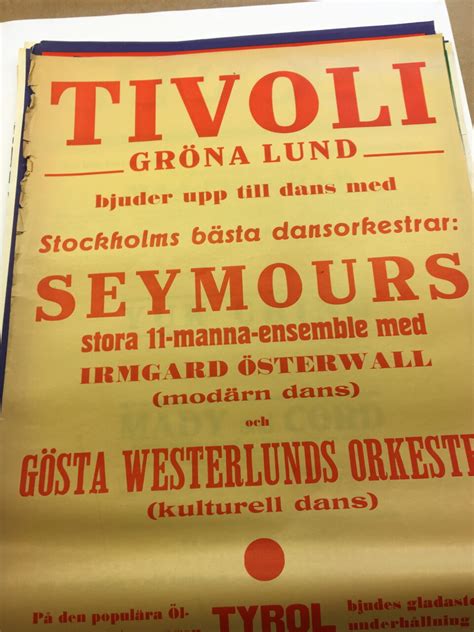 TIVOLI
GRÖNA LUND
bjuder upp till dans med
Stockholms bästa dansorkestrar:
SEYMOURS
stora 11-manna-ensemble med
IRMGARD ÖSTERWALL
(modärn dans)
och
GÖSTA WESTERLUNDS ORKESTE
(kulturell dans)
På den populära Öl- TYROL bjudes gladaste
underhållning